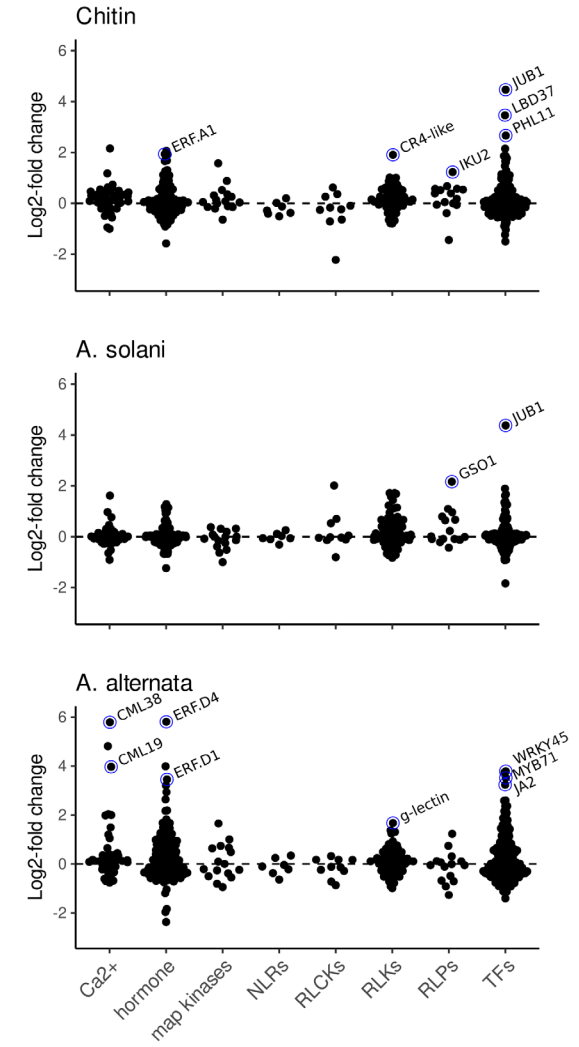 Chitin
Log2-fold change
6
4
2
0
-2
JUB1
LBD37
PHL11
ERF.A1
CR4-like
IKU2
A. solani
Log2-fold change
6
4
2
0
-2
JUB1
GSO1
A. alternata
Log2-fold change
6
4
2
0
-2
CML38
ERF.D4
CML19
ERF.D1
g-lectin
WRKY45
MYB71
JA2
Ca2+
hormone
map kinases
NLRs
RLCKs
RLKs
RLPs
TFs